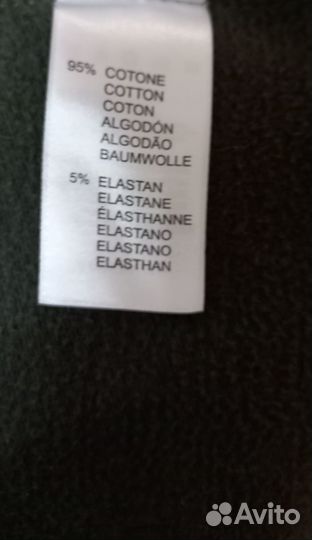 95% COTONE
COTTON
COTON
ALGODÓN
ALGODÃO
BAUMWOLLE
5% ELASTAN
ELASTANE
ÉLASTHANNE
ELASTANO
ELASTANO
ELASTHAN
Avito